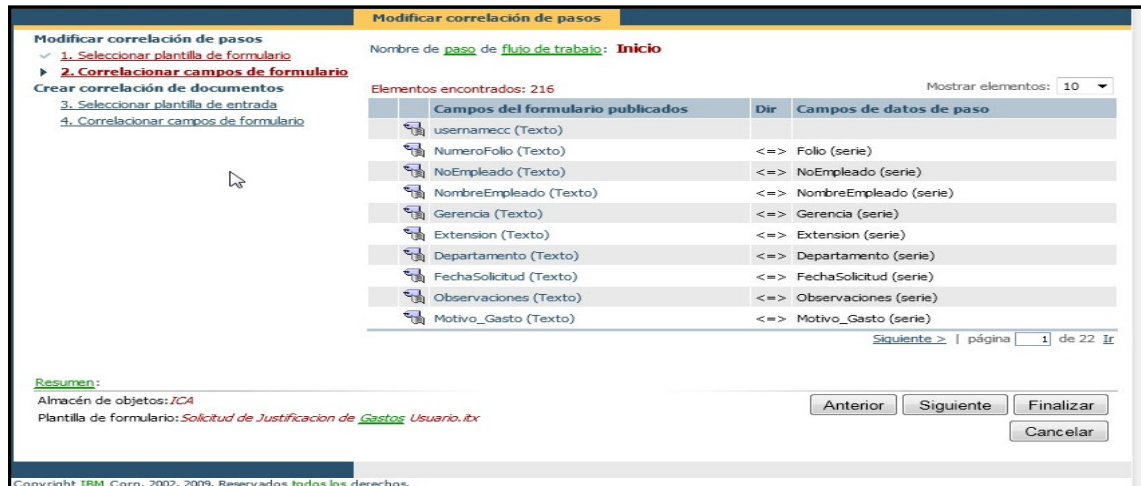 Modificar correlación de pasos
Modificar correlación de pasos
1. Seleccionar plantilla de formulario
2. Correlacionar campos de formulario
Crear correlación de documentos
3. Seleccionar plantilla de entrada
4. Correlacionar campos de formulario
Nombre de paso de flujo de trabajo: Inicio
Elementos encontrados: 216
Mostrar elementos: 10
Campos del formulario publicados Dir Campos de datos de paso
usernamecc (Texto)
NumeroFolio (Texto) <=> Folio (serie)
NoEmpleado (Texto) <=> NoEmpleado (serie)
NombreEmpleado (Texto) <=> NombreEmpleado (serie)
Gerencia (Texto) <=> Gerencia (serie)
Extension (Texto) <=> Extension (serie)
Departamento (Texto) <=> Departamento (serie)
FechaSolicitud (Texto) <=> FechaSolicitud (serie)
Observaciones (Texto) <=> Observaciones (serie)
Motivo_Gasto (Texto) <=> Motivo_Gasto (serie)
Siguiente > | página 1 de 22 Ir
Resumen:
Almacén de objetos: ICA
Plantilla de formulario: Solicitud de Justificacion de Gastos Usuario.itx
Anterior Siguiente Finalizar
Cancelar
Copyright IBM Corp. 2002, 2009. Reservados todos los derechos.